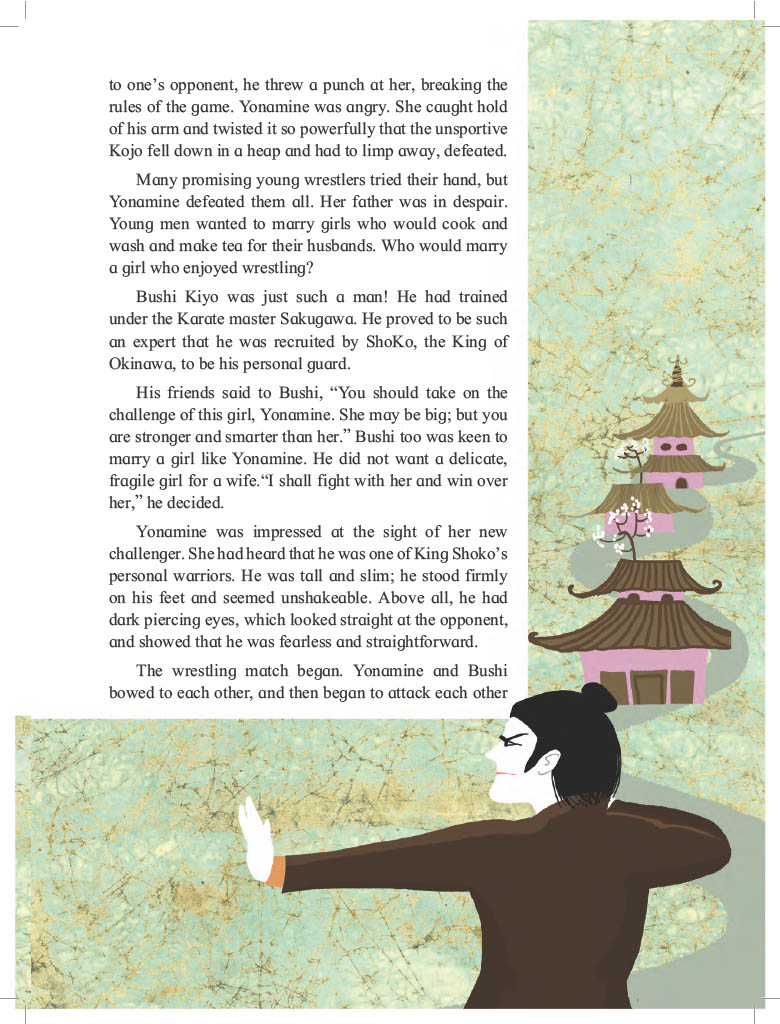 to one’s opponent, he threw a punch at her, breaking the
rules of the game. Yonamine was angry. She caught hold
of his arm and twisted it so powerfully that the unsportive
Kojo fell down in a heap and had to limp away, defeated.
Many promising young wrestlers tried their hand, but
Yonamine defeated them all. Her father was in despair.
Young men wanted to marry girls who would cook and
wash and make tea for their husbands. Who would marry
a girl who enjoyed wrestling?
Bushi Kiyo was just such a man! He had trained
under the Karate master Sakugawa. He proved to be such
an expert that he was recruited by ShoKo, the King of
Okinawa, to be his personal guard.
His friends said to Bushi, “You should take on the
challenge of this girl, Yonamine. She may be big; but you
are stronger and smarter than her.” Bushi too was keen to
marry a girl like Yonamine. He did not want a delicate,
fragile girl for a wife.“I shall fight with her and win over
her,” he decided.
Yonamine was impressed at the sight of her new
challenger. She had heard that he was one of King Shoko’s
personal warriors. He was tall and slim; he stood firmly
on his feet and seemed unshakeable. Above all, he had
dark piercing eyes, which looked straight at the opponent,
and showed that he was fearless and straightforward.
The wrestling match began. Yonamine and Bushi
bowed to each other, and then began to attack each other